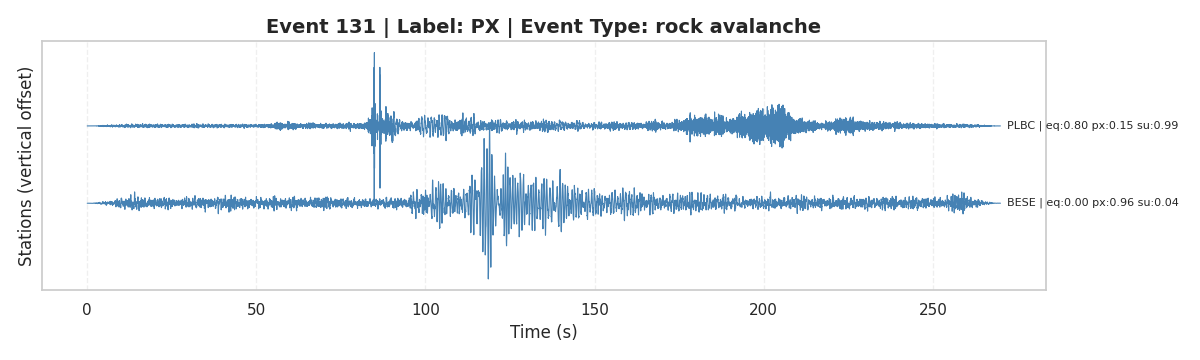 Event 131 | Label: PX | Event Type: rock avalanche
Stations (vertical offset)
PLBC | eq:0.80 px:0.15 su:0.99
BESE | eq:0.00 px:0.96 su:0.04
0 50 100 150 200 250
Time (s)